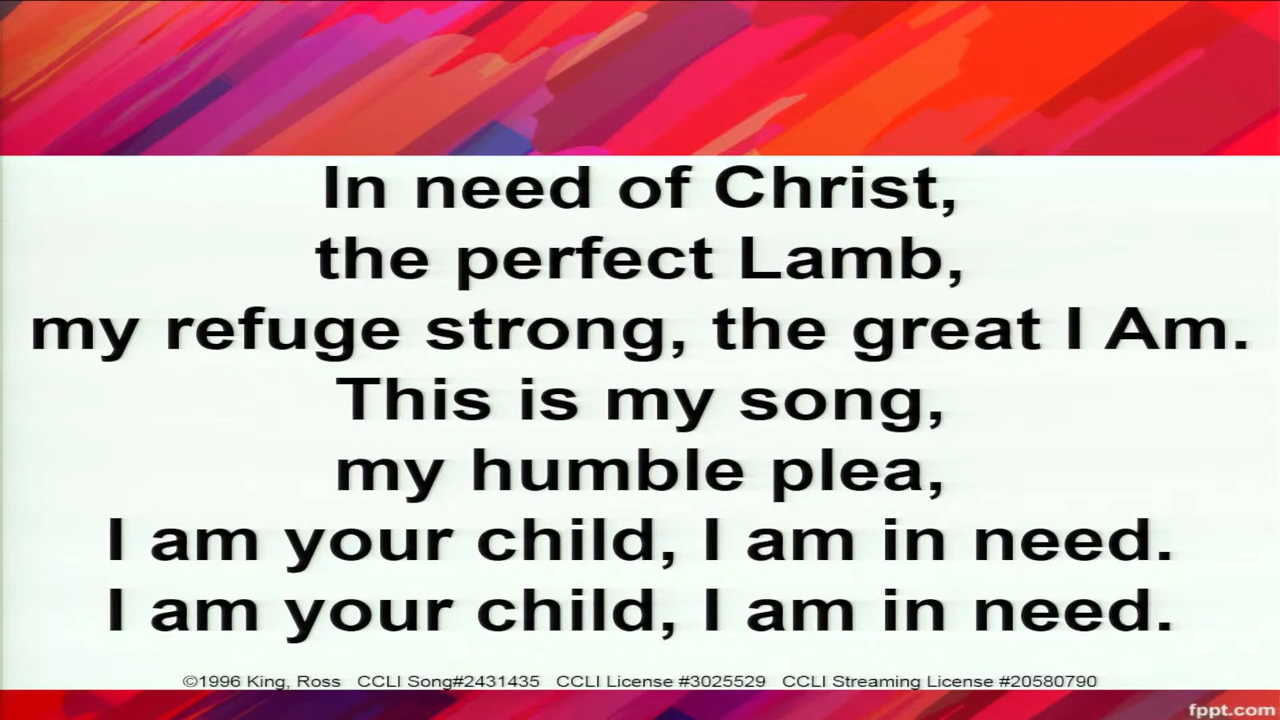 In need of Christ,
the perfect Lamb,
my refuge strong, the great I Am.
This is my song,
my humble plea,
I am your child, I am in need.
I am your child, I am in need.
©1996 King, Ross CCLI Song#2431435 CCLI License #3025529 CCLI Streaming License #20580790
fppt.com